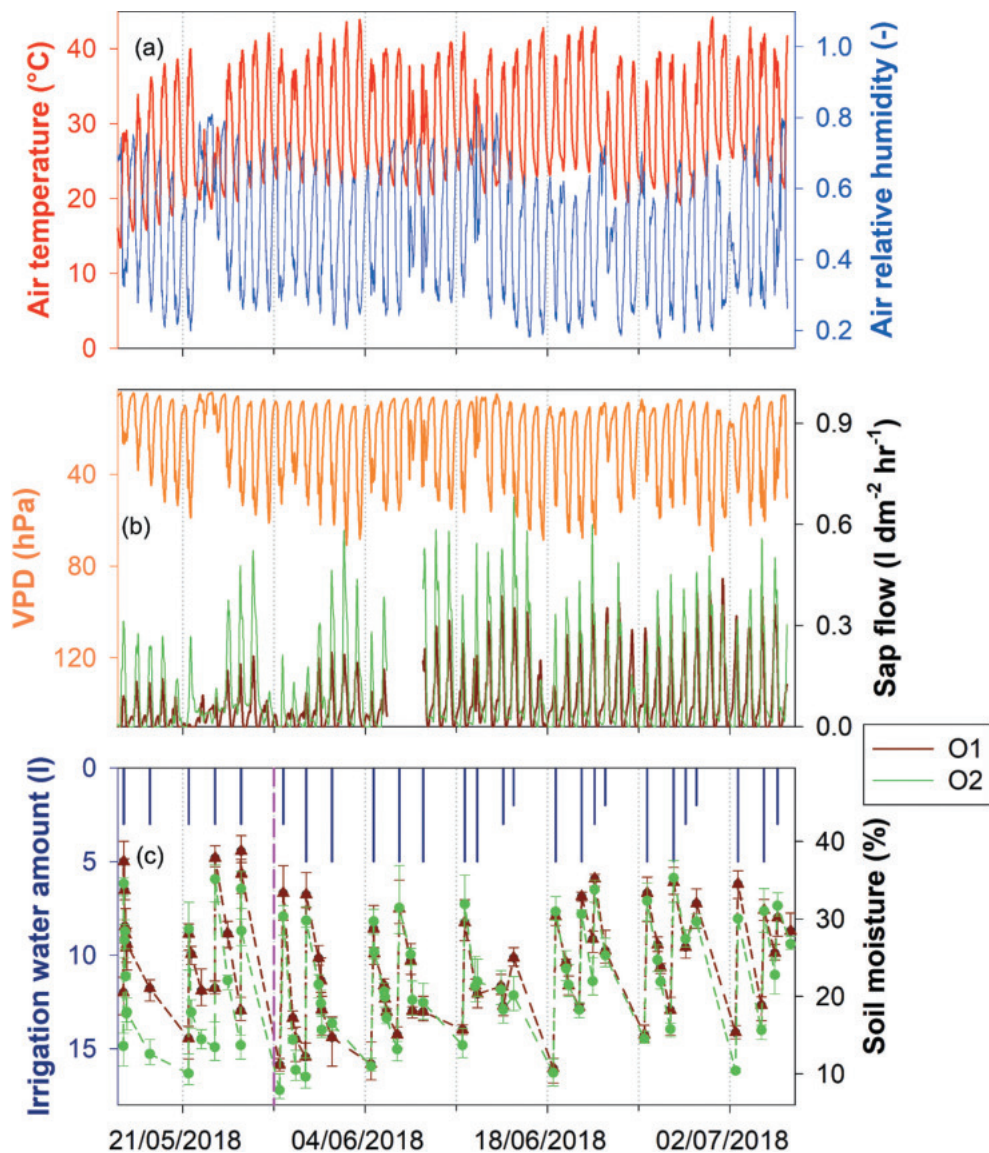 (a)
Air temperature (°C)
40
30
20
10
0
Air relative humidity (-)
1.0
0.8
0.6
0.4
0.2
(b)
VPD (hPa)
40
80
120
Sap flow (l dm⁻² hr⁻¹)
0.9
0.6
0.3
0.0
O1
O2
(c)
Irrigation water amount (l)
0
5
10
15
Soil moisture (%)
40
30
20
10
21/05/2018 04/06/2018 18/06/2018 02/07/2018